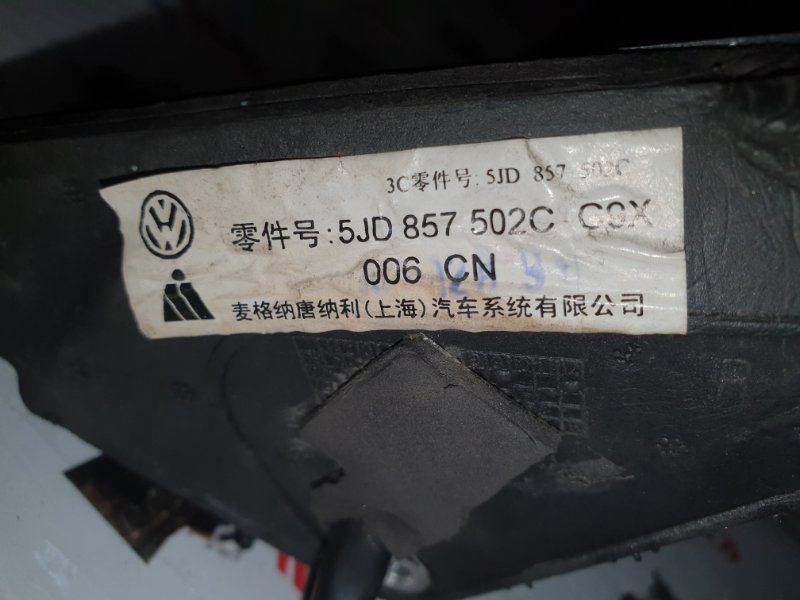 3C零件号: 5JD 857 502C
零件号: 5JD 857 502C C9X
006 CN
麦格纳唐纳利(上海)汽车系统有限公司